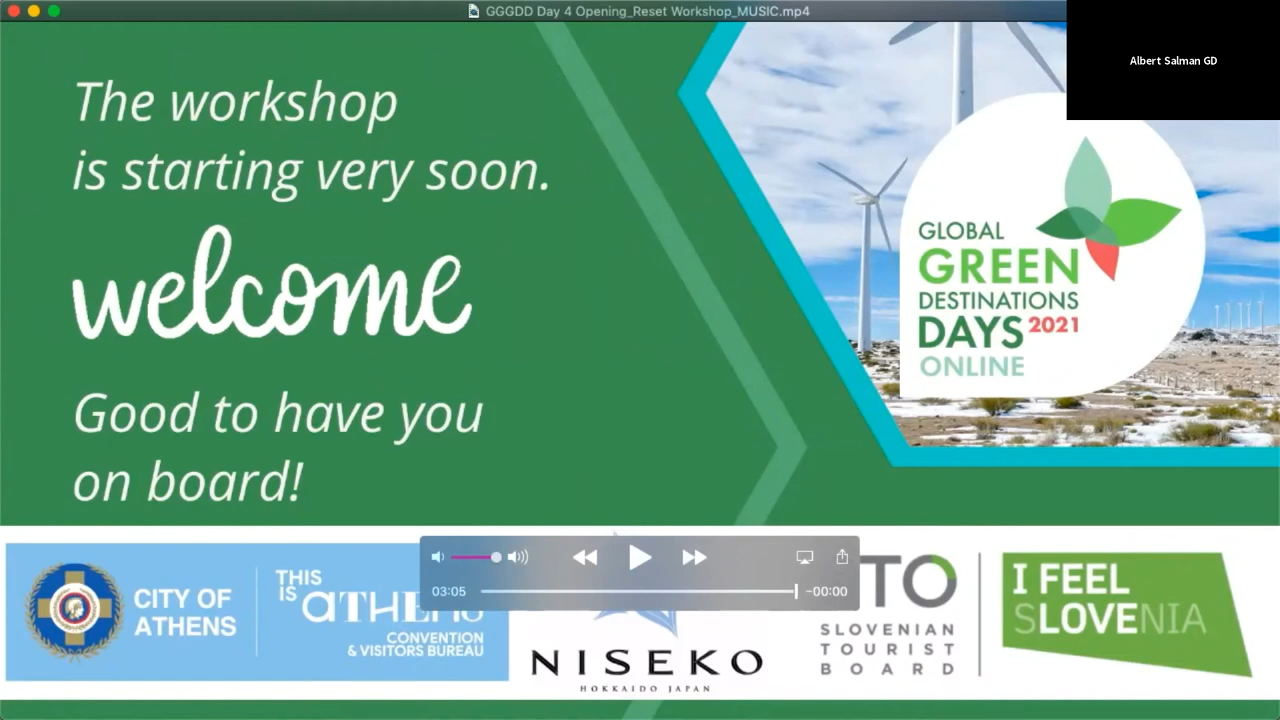 GGGDD Day 4 Opening_Reset Workshop_MUSIC.mp4
Albert Salman GD
The workshop
is starting very soon.
welcome
Good to have you
on board!
GLOBAL
GREEN
DESTINATIONS
DAYS 2021
ONLINE
03:05
-00:00
CITY OF
ATHENS
THIS
IS
CONVENTION
& VISITORS BUREAU
NISEKO
HOKKAIDO JAPAN
TO
SLOVENIAN
TOURIST
BOARD
I FEEL
SLOVENIA